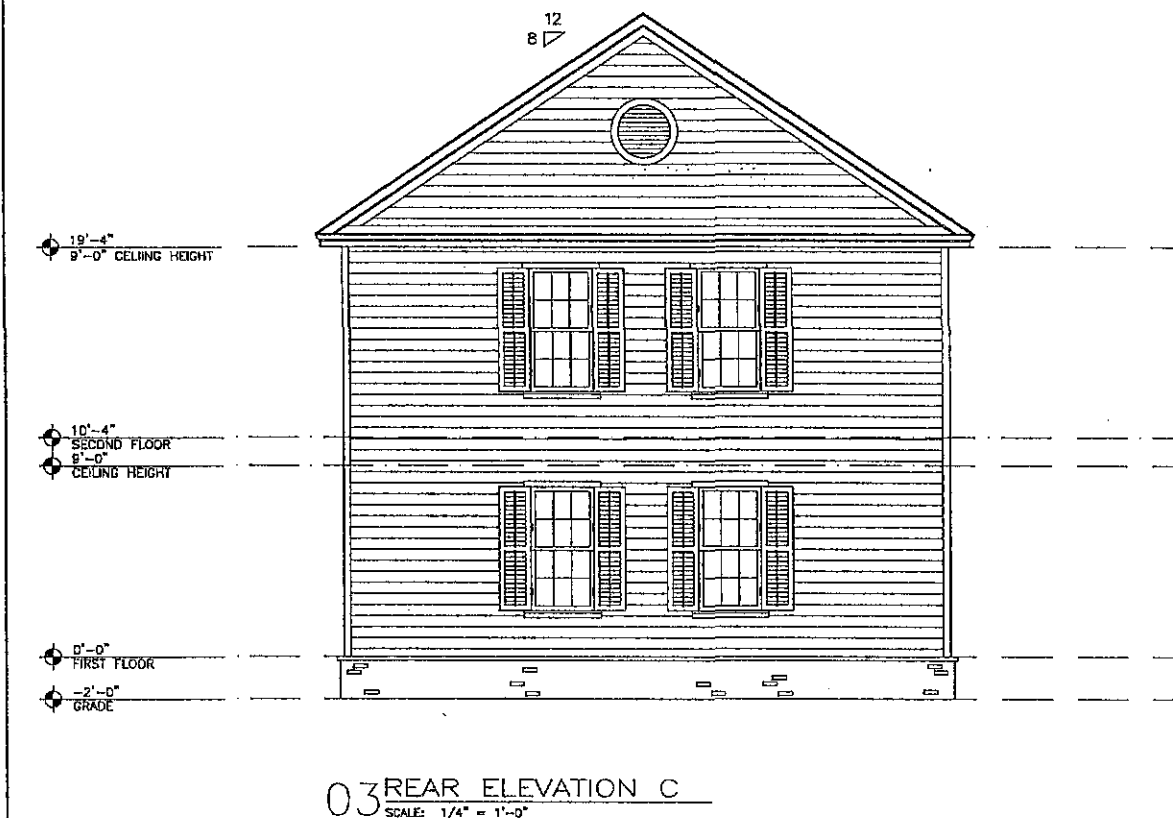 12
8
19'-4"
9'-0" CEILING HEIGHT
10'-4"
SECOND FLOOR
9'-0"
CEILING HEIGHT
0'-0"
FIRST FLOOR
-2'-0"
GRADE
03 REAR ELEVATION C
SCALE: 1/4" = 1'-0"